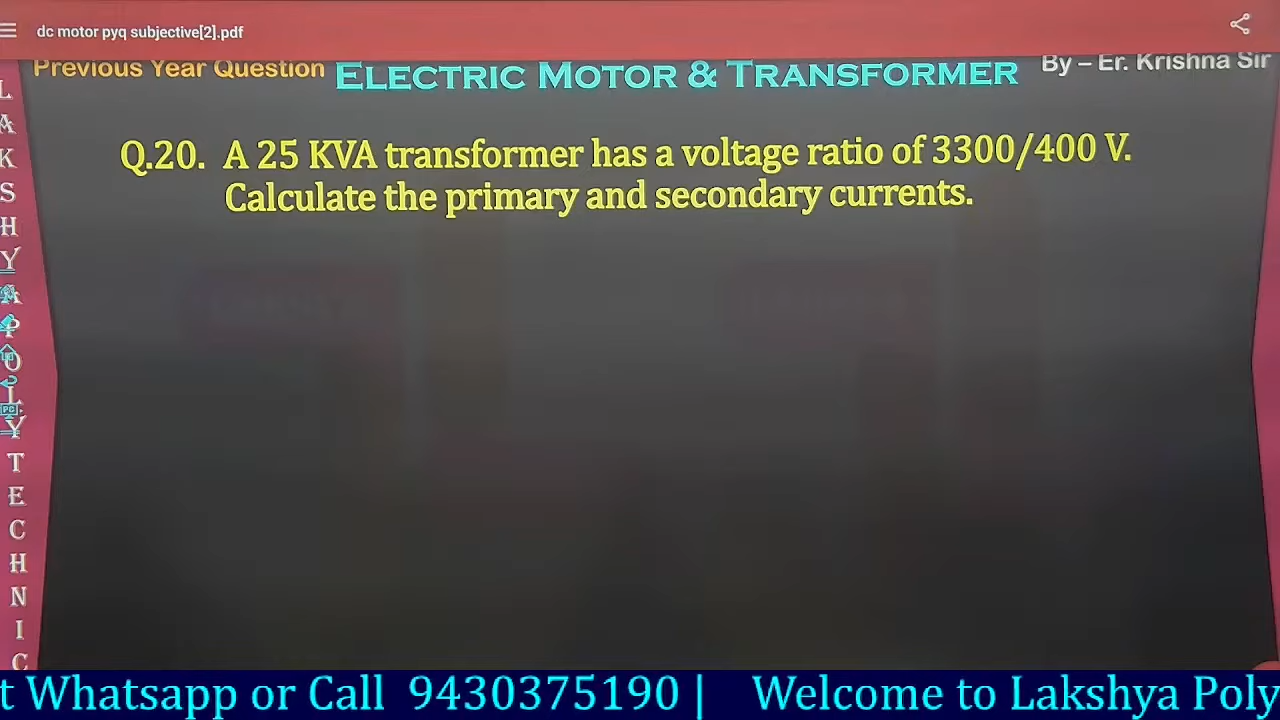 dc motor pyq subjective[2].pdf
Previous Year Question
ELECTRIC MOTOR & TRANSFORMER
By – Er. Krishna Sir
Q.20. A 25 KVA transformer has a voltage ratio of 3300/400 V.
Calculate the primary and secondary currents.
L
A
K
S
H
Y
A
P
O
L
Y
T
E
C
H
N
I
C
t Whatsapp or Call 9430375190 | Welcome to Lakshya Poly